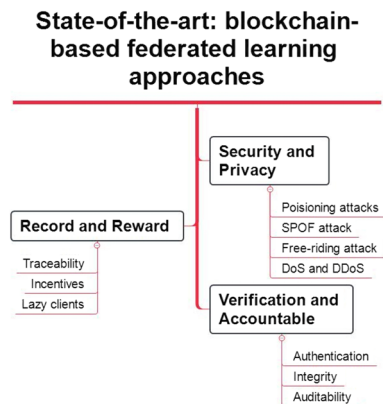 State-of-the-art: blockchain-
based federated learning
approaches
Security and
Privacy
Poisioning attacks
SPOF attack
Free-riding attack
DoS and DDoS
Record and Reward
Traceability
Incentives
Lazy clients
Verification and
Accountable
Authentication
Integrity
Auditability